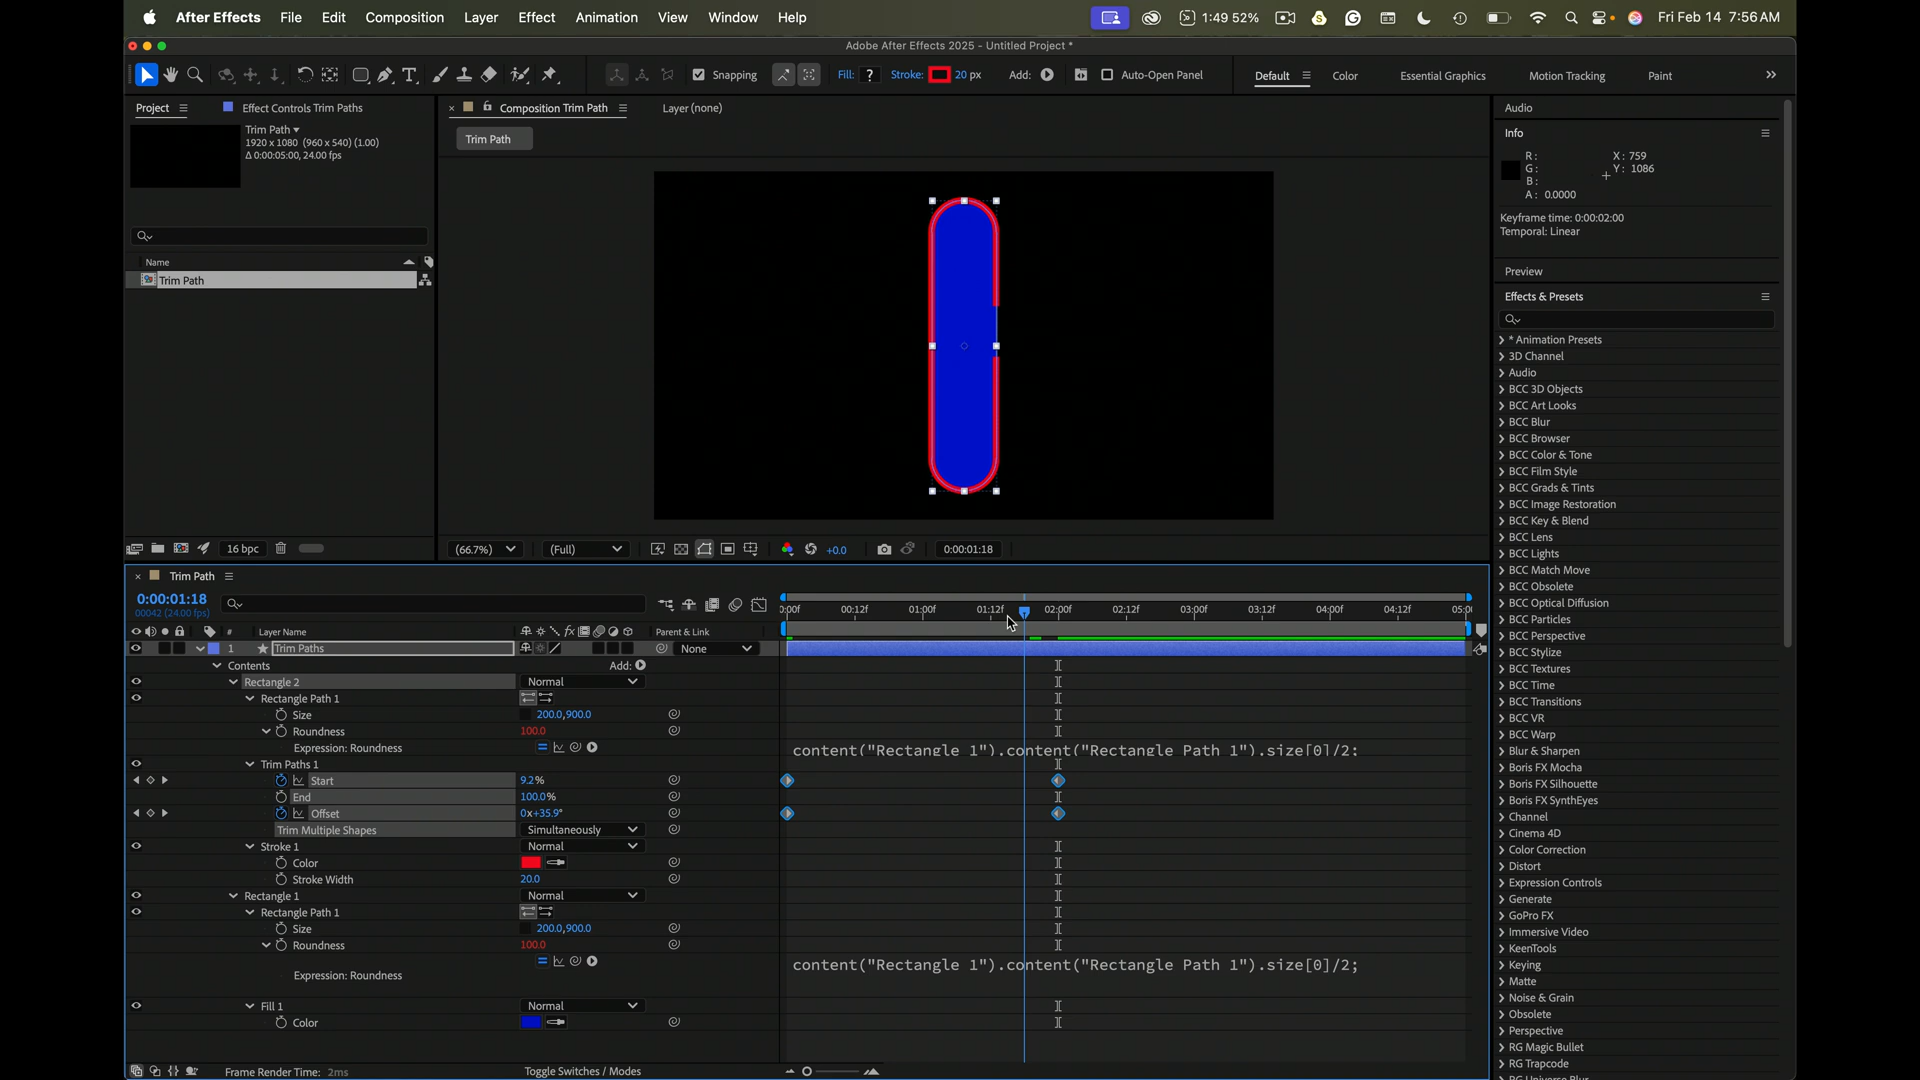 After Effects File Edit Composition Layer Effect Animation View Window Help 1:49 52% Fri Feb 14 7:56 AM
Adobe After Effects 2025 - Untitled Project *
Snapping Fill: ? Stroke: 20 px Add: Auto-Open Panel Default Color Essential Graphics Motion Tracking Paint
Project Effect Controls Trim Paths Composition Trim Path Layer (none) Audio
Trim Path
1920 x 1080 (960 x 540) (1.00)
Δ 0:00:05:00, 24.00 fps
Trim Path
Info
R: X: 759
G: Y: 1086
B:
A: 0.0000
Keyframe time: 0:00:02:00
Temporal: Linear
Name
Trim Path
Preview
Effects & Presets
* Animation Presets
3D Channel
Audio
BCC 3D Objects
BCC Art Looks
BCC Blur
BCC Browser
BCC Color & Tone
BCC Film Style
BCC Grads & Tints
BCC Image Restoration
BCC Key & Blend
BCC Lens
BCC Lights
BCC Match Move
BCC Obsolete
BCC Optical Diffusion
BCC Particles
BCC Perspective
BCC Stylize
BCC Textures
BCC Time
BCC Transitions
BCC VR
BCC Warp
Blur & Sharpen
Boris FX Mocha
Boris FX Silhouette
Boris FX SynthEyes
Channel
Cinema 4D
Color Correction
Distort
Expression Controls
Generate
GoPro FX
Immersive Video
KeenTools
Keying
Matte
Noise & Grain
Obsolete
Perspective
RG Magic Bullet
RG Trapcode
16 bpc (66.7%) (Full) +0.0 0:00:01:18
Trim Path
0:00:01:18
00042 (24.00 fps)
:00f 00:12f 01:00f 01:12f 02:00f 02:12f 03:00f 03:12f 04:00f 04:12f 05:00
# Layer Name fx Parent & Link
1 Trim Paths None
Contents Add:
Rectangle 2 Normal
Rectangle Path 1
Size 200.0,900.0
Roundness 100.0
Expression: Roundness content("Rectangle 1").content("Rectangle Path 1").size[0]/2;
Trim Paths 1
Start 9.2%
End 100.0%
Offset 0x+35.9°
Trim Multiple Shapes Simultaneously
Stroke 1 Normal
Color
Stroke Width 20.0
Rectangle 1 Normal
Rectangle Path 1
Size 200.0,900.0
Roundness 100.0
Expression: Roundness content("Rectangle 1").content("Rectangle Path 1").size[0]/2;
Fill 1 Normal
Color
Frame Render Time: 2ms Toggle Switches / Modes